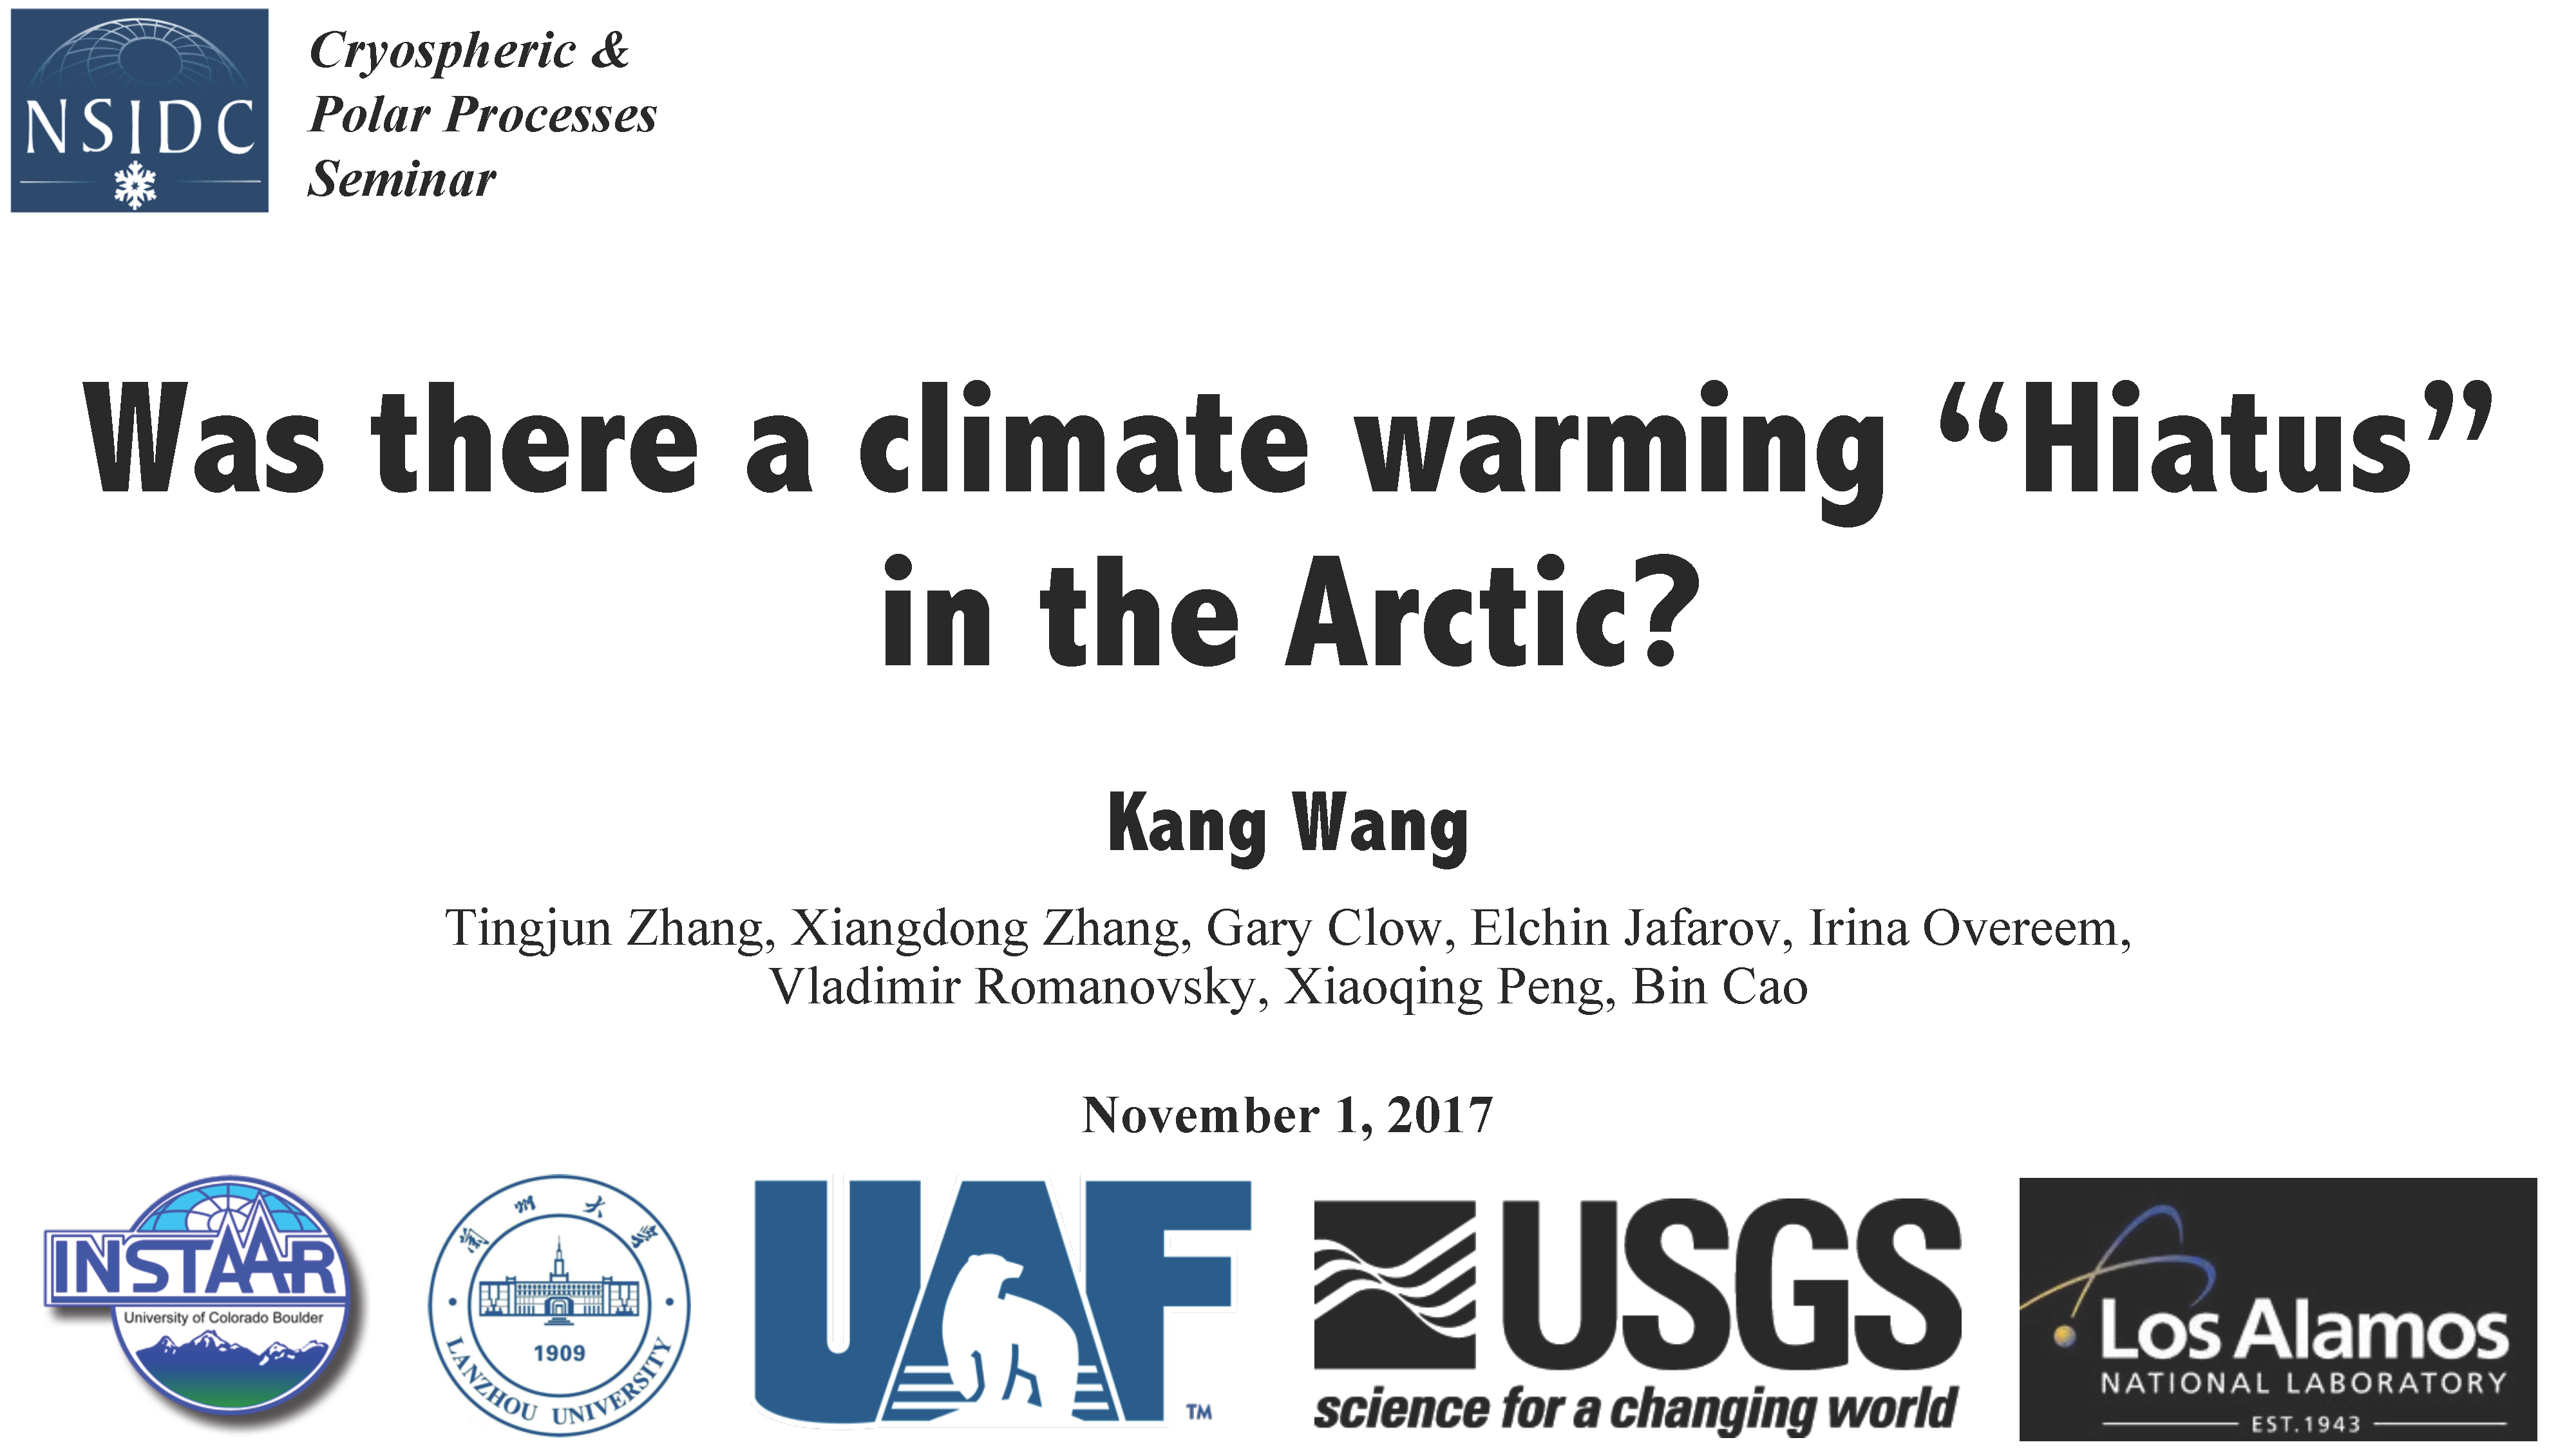 NSIDC
Cryospheric &
Polar Processes
Seminar
Was there a climate warming “Hiatus”
in the Arctic?
Kang Wang
Tingjun Zhang, Xiangdong Zhang, Gary Clow, Elchin Jafarov, Irina Overeem,
Vladimir Romanovsky, Xiaoqing Peng, Bin Cao
November 1, 2017
INSTAAR
University of Colorado Boulder
兰州大学
1909
LANZHOU UNIVERSITY
UAF
TM
USGS
science for a changing world
Los Alamos
NATIONAL LABORATORY
EST.1943